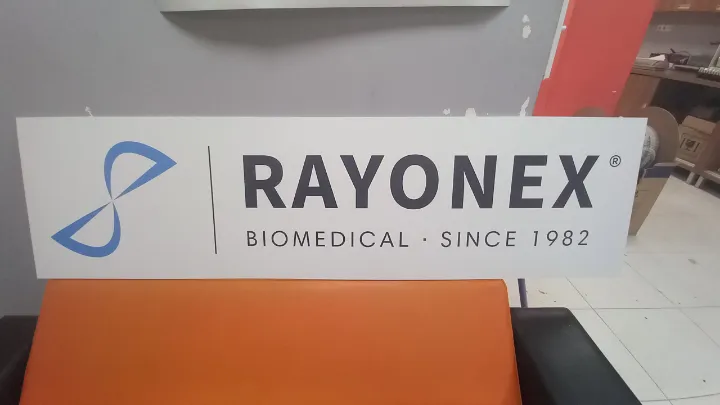 RAYONEX®
BIOMEDICAL · SINCE 1982